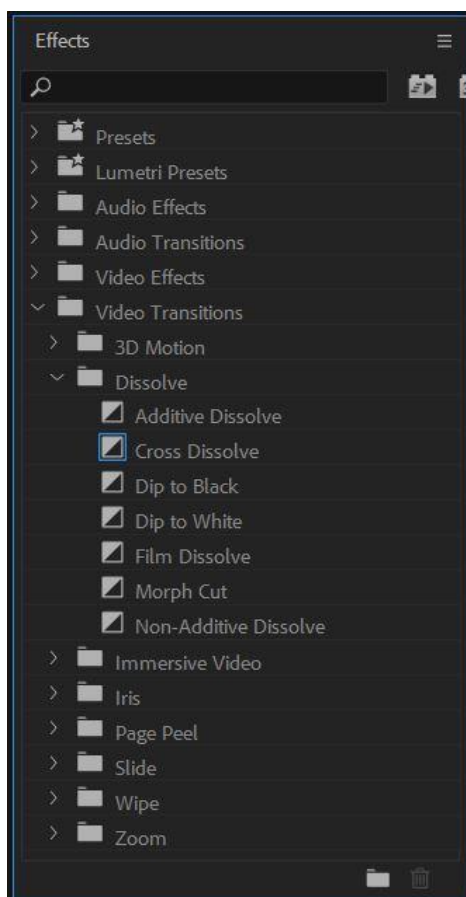 Effects
Presets
Lumetri Presets
Audio Effects
Audio Transitions
Video Effects
Video Transitions
3D Motion
Dissolve
Additive Dissolve
Cross Dissolve
Dip to Black
Dip to White
Film Dissolve
Morph Cut
Non-Additive Dissolve
Immersive Video
Iris
Page Peel
Slide
Wipe
Zoom